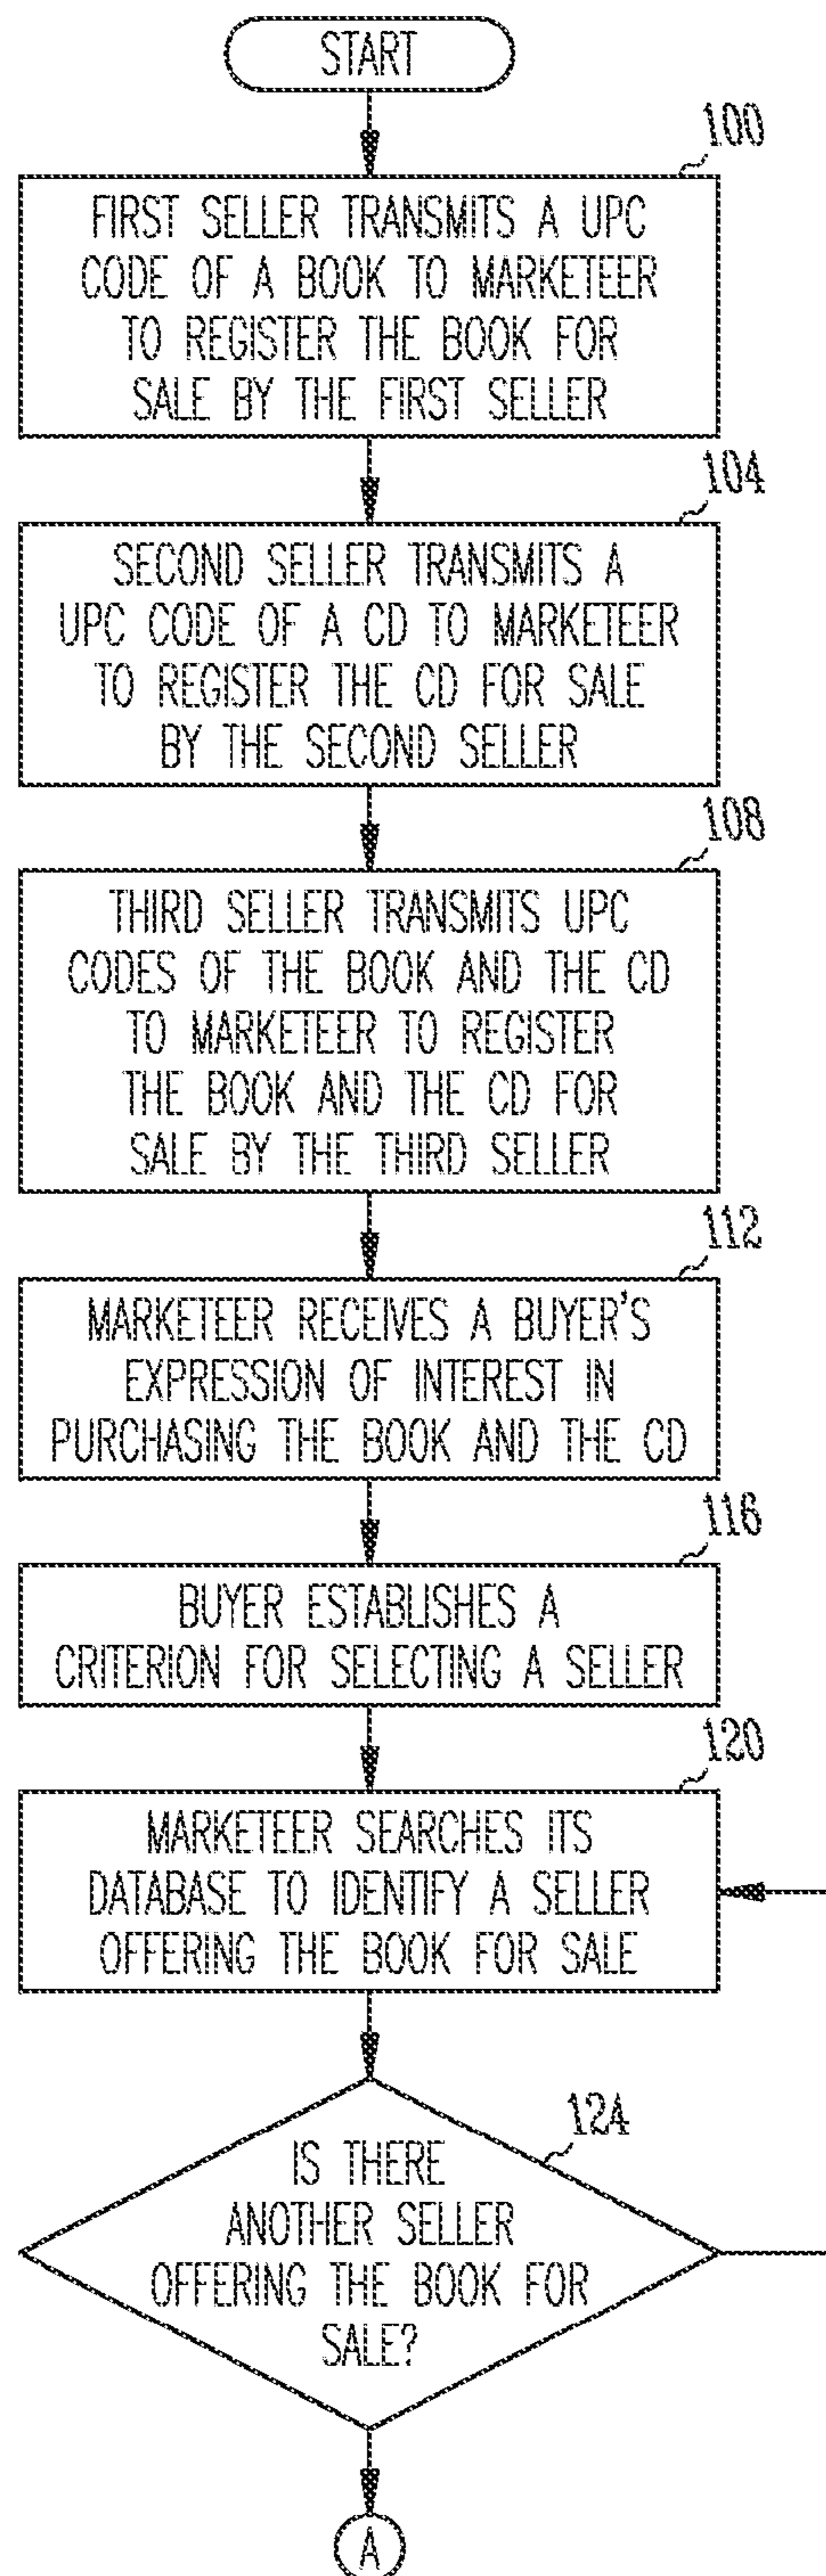 START
100
FIRST SELLER TRANSMITS A UPC
CODE OF A BOOK TO MARKETEER
TO REGISTER THE BOOK FOR
SALE BY THE FIRST SELLER
104
SECOND SELLER TRANSMITS A
UPC CODE OF A CD TO MARKETEER
TO REGISTER THE CD FOR SALE
BY THE SECOND SELLER
108
THIRD SELLER TRANSMITS UPC
CODES OF THE BOOK AND THE CD
TO MARKETEER TO REGISTER
THE BOOK AND THE CD FOR
SALE BY THE THIRD SELLER
112
MARKETEER RECEIVES A BUYER'S
EXPRESSION OF INTEREST IN
PURCHASING THE BOOK AND THE CD
116
BUYER ESTABLISHES A
CRITERION FOR SELECTING A SELLER
120
MARKETEER SEARCHES ITS
DATABASE TO IDENTIFY A SELLER
OFFERING THE BOOK FOR SALE
124
IS THERE
ANOTHER SELLER
OFFERING THE BOOK FOR
SALE?
A